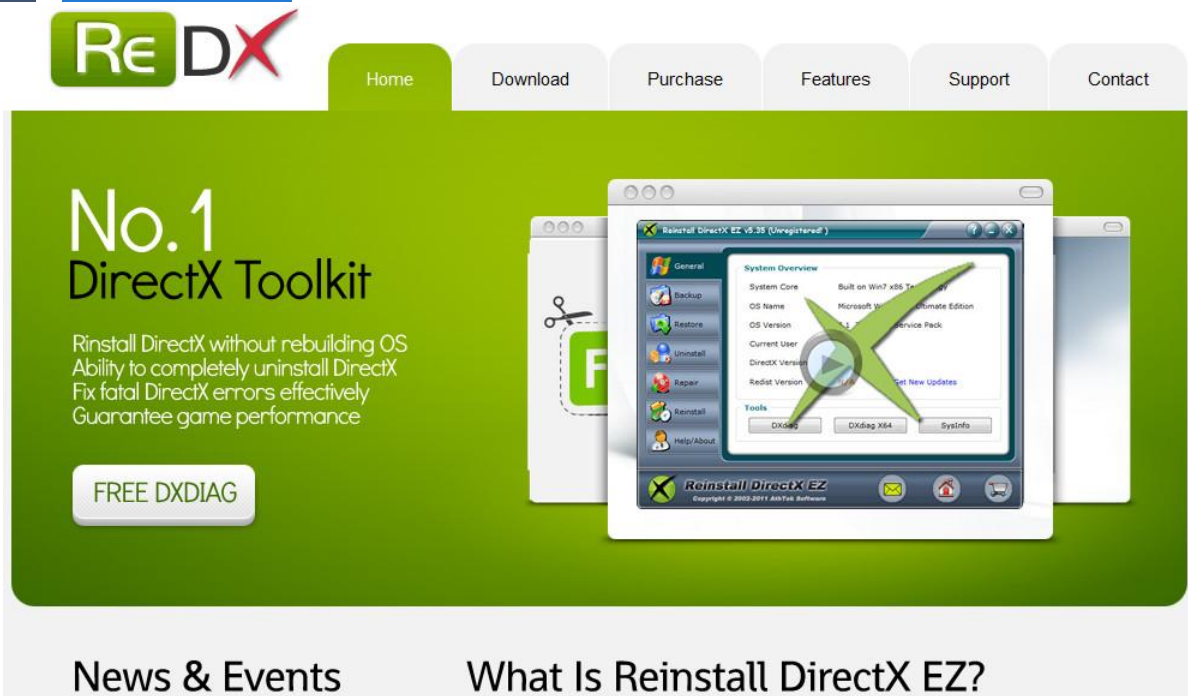 Re DX
Home Download Purchase Features Support Contact
No.1
DirectX Toolkit
Rinstall DirectX without rebuilding OS
Ability to completely uninstall DirectX
Fix fatal DirectX errors effectively
Guarantee game performance
FREE DXDIAG
F
Reinstall DirectX EZ v5.35 (Unregistered! )
General
Backup
Restore
Uninstall
Repair
Reinstall
Help/About
System Overview
System Core Built on Win7 x86
OS Name Microsoft Ultimate Edition
OS Version Service Pack
Current User
DirectX Version
Redist Version Get New Updates
Tools
DXdiag DXdiag X64 SysInfo
Reinstall DirectX EZ
Copyright © 2002-2011 AthTek Software
News & Events
What Is Reinstall DirectX EZ?